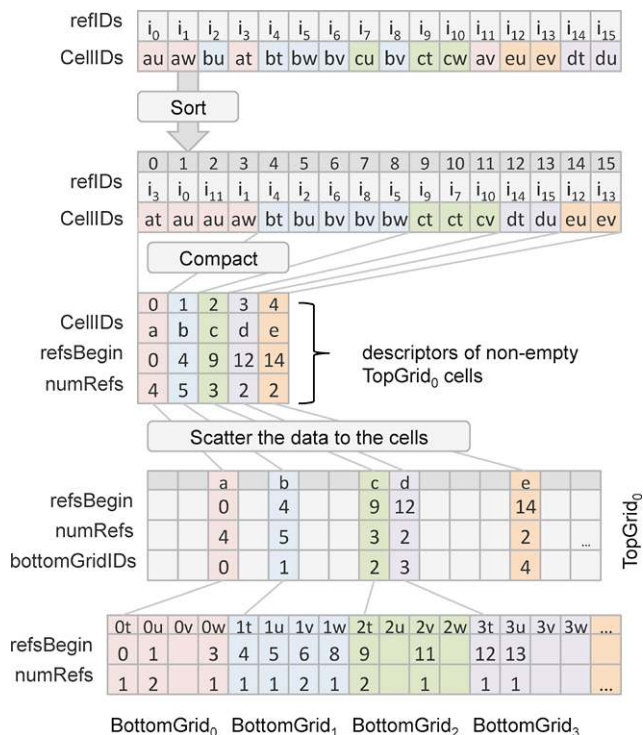 refIDs i0 i1 i2 i3 i4 i5 i6 i7 i8 i9 i10 i11 i12 i13 i14 i15
CellIDs au aw bu at bt bw bv cu bv ct cw av eu ev dt du
Sort
0 1 2 3 4 5 6 7 8 9 10 11 12 13 14 15
refIDs i3 i0 i11 i1 i4 i2 i6 i8 i5 i9 i7 i10 i14 i15 i12 i13
CellIDs at au au aw bt bu bv bv bw ct ct cv dt du eu ev
Compact
0 1 2 3 4
CellIDs a b c d e
refsBegin 0 4 9 12 14
numRefs 4 5 3 2 2
descriptors of non-empty
TopGrid0 cells
Scatter the data to the cells
a b c d e
refsBegin 0 4 9 12 14
numRefs 4 5 3 2 2 ...
bottomGridIDs 0 1 2 3 4
TopGrid0
0t 0u 0v 0w 1t 1u 1v 1w 2t 2u 2v 2w 3t 3u 3v 3w ...
refsBegin 0 1 3 4 5 6 8 9 11 12 13
numRefs 1 2 1 1 1 2 1 2 1 1 1 ...
BottomGrid0 BottomGrid1 BottomGrid2 BottomGrid3